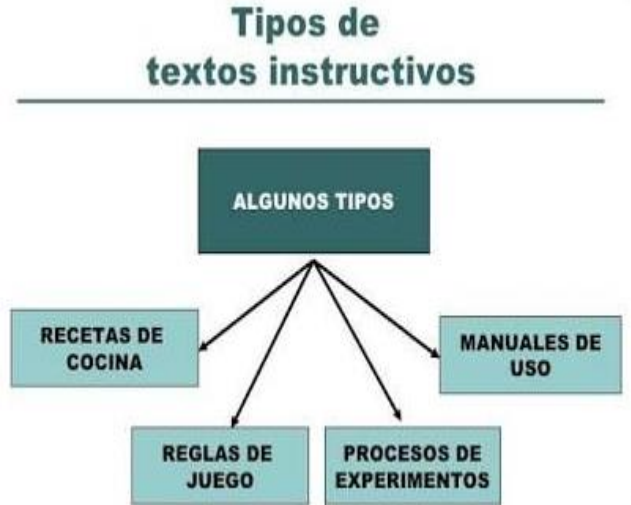 Tipos de
textos instructivos
ALGUNOS TIPOS
RECETAS DE
COCINA
MANUALES DE
USO
REGLAS DE
JUEGO
PROCESOS DE
EXPERIMENTOS